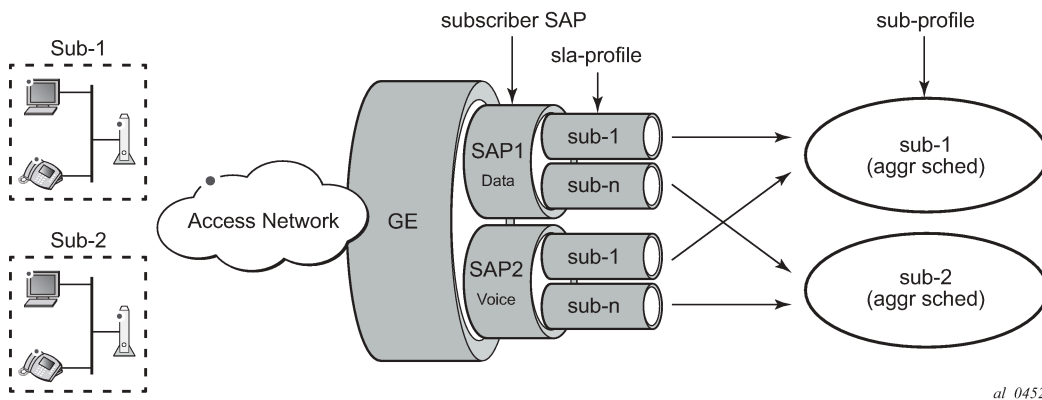 subscriber SAP
sub-profile
Sub-1
sla-profile
sub-1
SAP1
Data
sub-n
sub-1
(aggr sched)
Access Network
GE
Sub-2
sub-1
SAP2
Voice
sub-n
sub-2
(aggr sched)
al_0452